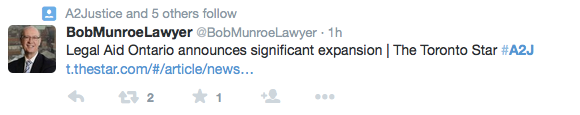 A2Justice and 5 others follow
BobMunroeLawyer @BobMunroeLawyer · 1h
Legal Aid Ontario announces significant expansion | The Toronto Star #A2J
t.thestar.com/#/article/news…
2 1